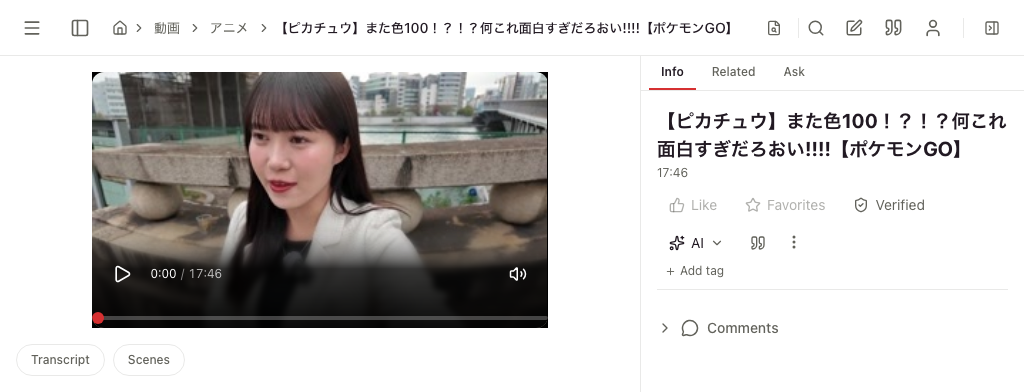 動画
アニメ
【ピカチュウ】また色100！？！？何これ面白すぎだろおい!!!!【ポケモンGO】
Info
Related
Ask
【ピカチュウ】また色100！？！？何これ
面白すぎだろおい!!!!【ポケモンGO】
17:46
Like
Favorites
Verified
AI
+ Add tag
Comments
0:00 / 17:46
Transcript
Scenes